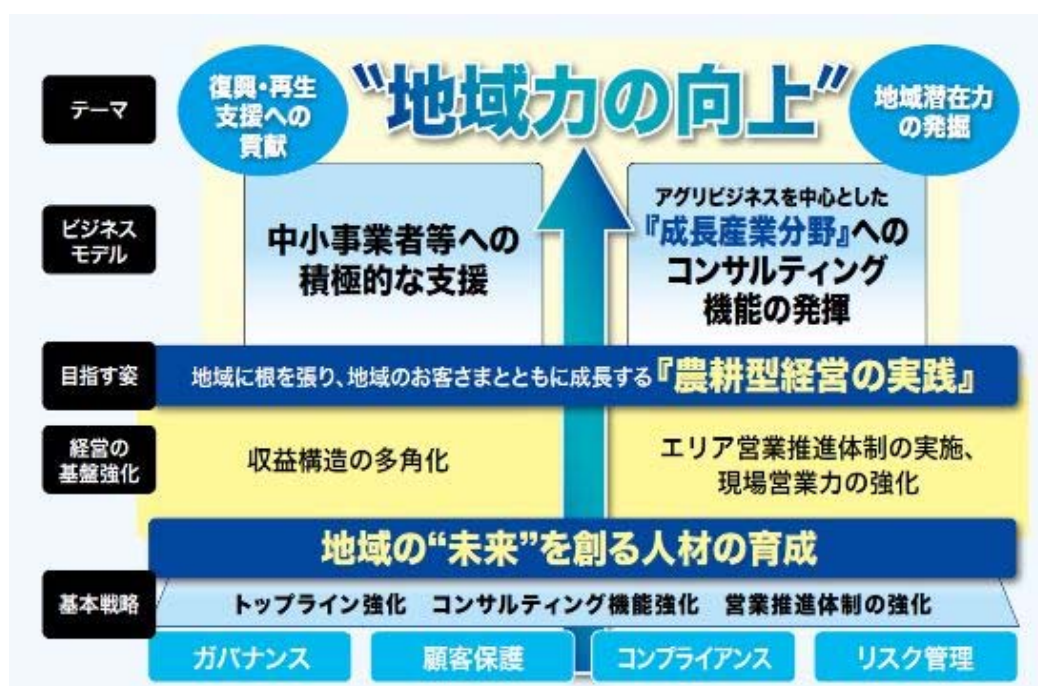 テーマ
復興・再生
支援への
貢献
“地域力の向上”
地域潜在力
の発掘
ビジネス
モデル
中小事業者等への
積極的な支援
アグリビジネスを中心とした
『成長産業分野』への
コンサルティング
機能の発揮
目指す姿
地域に根を張り、地域のお客さまとともに成長する『農耕型経営の実践』
経営の
基盤強化
収益構造の多角化
エリア営業推進体制の実施、
現場営業力の強化
地域の“未来”を創る人材の育成
基本戦略
トップライン強化 コンサルティング機能強化 営業推進体制の強化
ガバナンス 顧客保護 コンプライアンス リスク管理